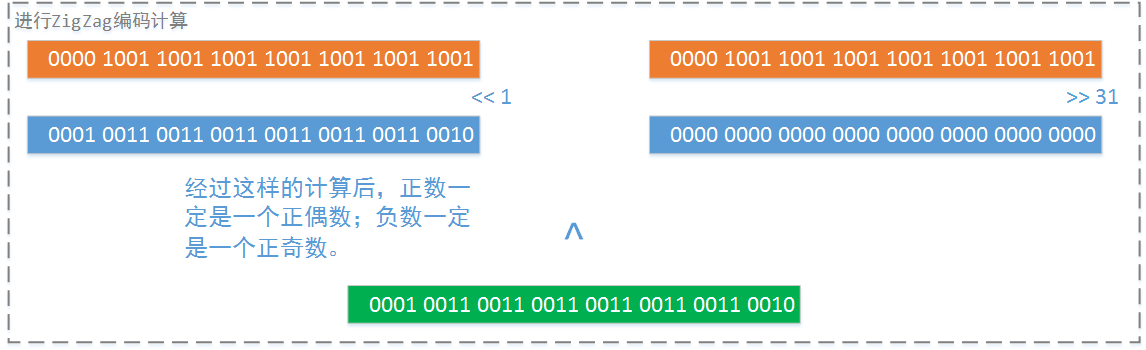 进行ZigZag编码计算
0000 1001 1001 1001 1001 1001 1001 1001
0000 1001 1001 1001 1001 1001 1001 1001
<< 1
>> 31
0001 0011 0011 0011 0011 0011 0011 0010
0000 0000 0000 0000 0000 0000 0000 0000
经过这样的计算后，正数一
定是一个正偶数；负数一定
是一个正奇数。
^
0001 0011 0011 0011 0011 0011 0011 0010